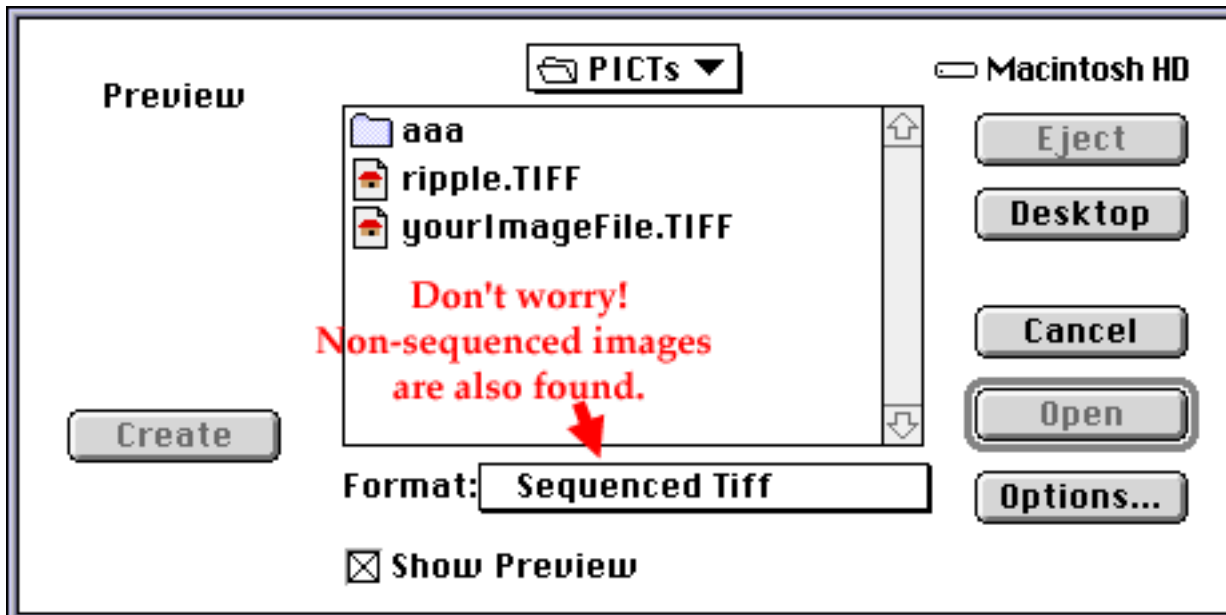 PICTs
Macintosh HD
Preview
aaa
Eject
ripple.TIFF
Desktop
yourImageFile.TIFF
Don't worry!
Non-sequenced images
are also found.
Cancel
Open
Create
Format: Sequenced Tiff
Options...
Show Preview